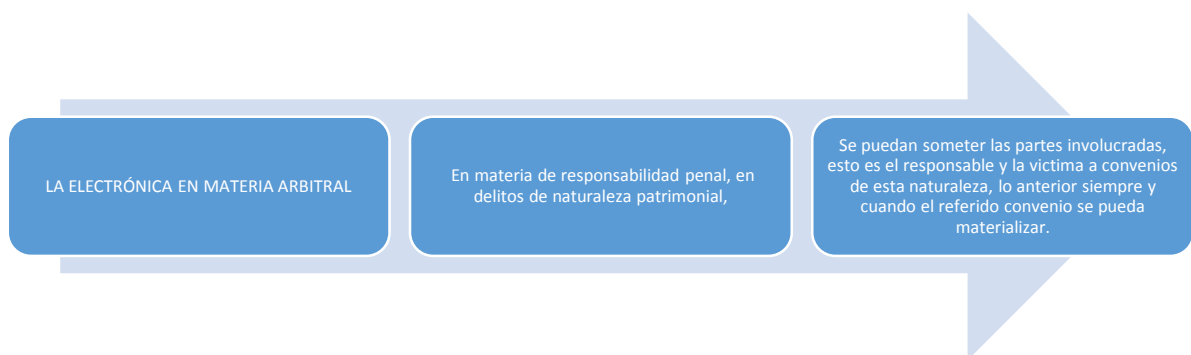 LA ELECTRÓNICA EN MATERIA ARBITRAL
En materia de responsabilidad penal, en
delitos de naturaleza patrimonial,
Se puedan someter las partes involucradas,
esto es el responsable y la victima a convenios
de esta naturaleza, lo anterior siempre y
cuando el referido convenio se pueda
materializar.